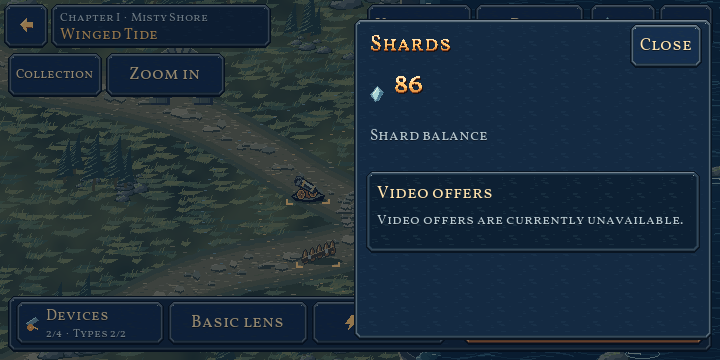 Chapter I · Misty Shore
Winged Tide
Collection
Zoom in
Shards
Close
86
Shard balance
Video offers
Video offers are currently unavailable.
Devices
2/4 · Types 2/2
Basic lens